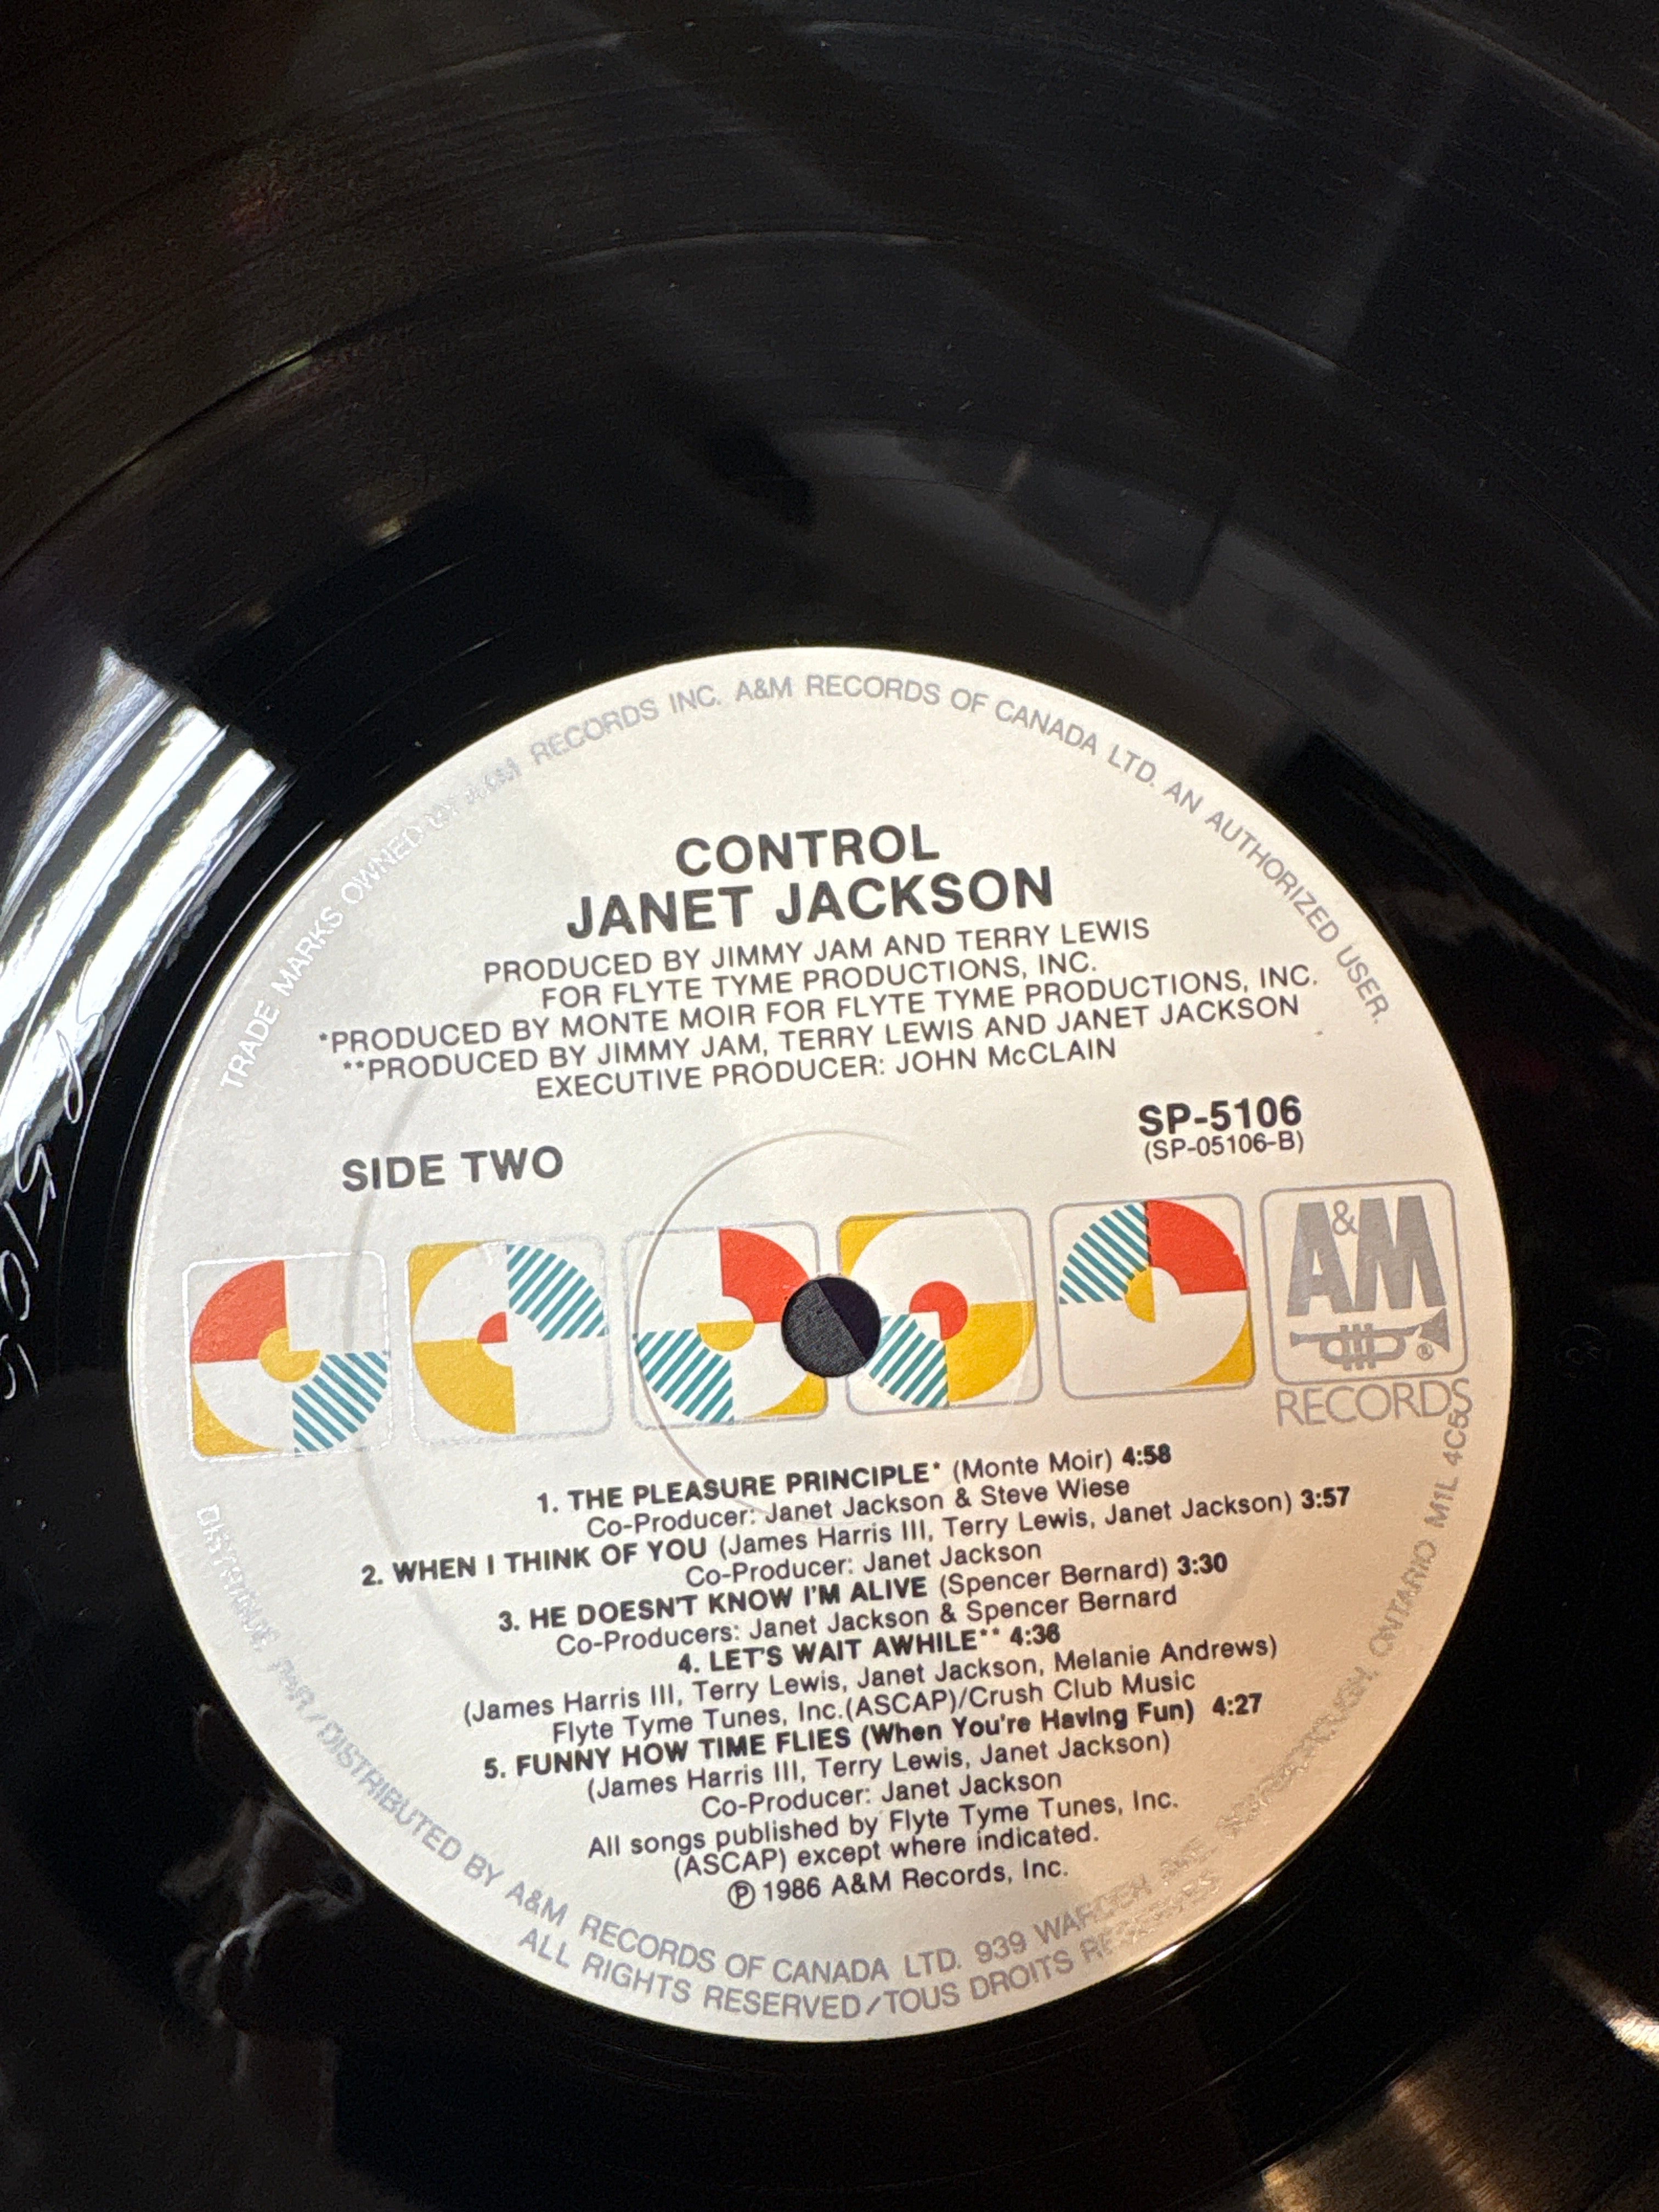 TRADE MARKS OWNED BY A&M RECORDS INC. A&M RECORDS OF CANADA LTD. AN AUTHORIZED USER.
CONTROL
JANET JACKSON
PRODUCED BY JIMMY JAM AND TERRY LEWIS
FOR FLYTE TYME PRODUCTIONS, INC.
*PRODUCED BY MONTE MOIR FOR FLYTE TYME PRODUCTIONS, INC.
**PRODUCED BY JIMMY JAM, TERRY LEWIS AND JANET JACKSON
EXECUTIVE PRODUCER: JOHN McCLAIN
SIDE TWO
SP-5106
(SP-05106-B)
A&M
®
RECORDS
1. THE PLEASURE PRINCIPLE* (Monte Moir) 4:58
Co-Producer: Janet Jackson & Steve Wiese
2. WHEN I THINK OF YOU (James Harris III, Terry Lewis, Janet Jackson) 3:57
Co-Producer: Janet Jackson
3. HE DOESN'T KNOW I'M ALIVE (Spencer Bernard) 3:30
Co-Producers: Janet Jackson & Spencer Bernard
4. LET'S WAIT AWHILE** 4:36
(James Harris III, Terry Lewis, Janet Jackson, Melanie Andrews)
Flyte Tyme Tunes, Inc.(ASCAP)/Crush Club Music
5. FUNNY HOW TIME FLIES (When You're Having Fun) 4:27
(James Harris III, Terry Lewis, Janet Jackson)
Co-Producer: Janet Jackson
All songs published by Flyte Tyme Tunes, Inc.
(ASCAP) except where indicated.
℗ 1986 A&M Records, Inc.
DISTRIBUE PAR/DISTRIBUTED BY A&M RECORDS OF CANADA LTD. 939 WARDEN AVE. ONTARIO M1L 4C5
ALL RIGHTS RESERVED/TOUS DROITS RESERVES